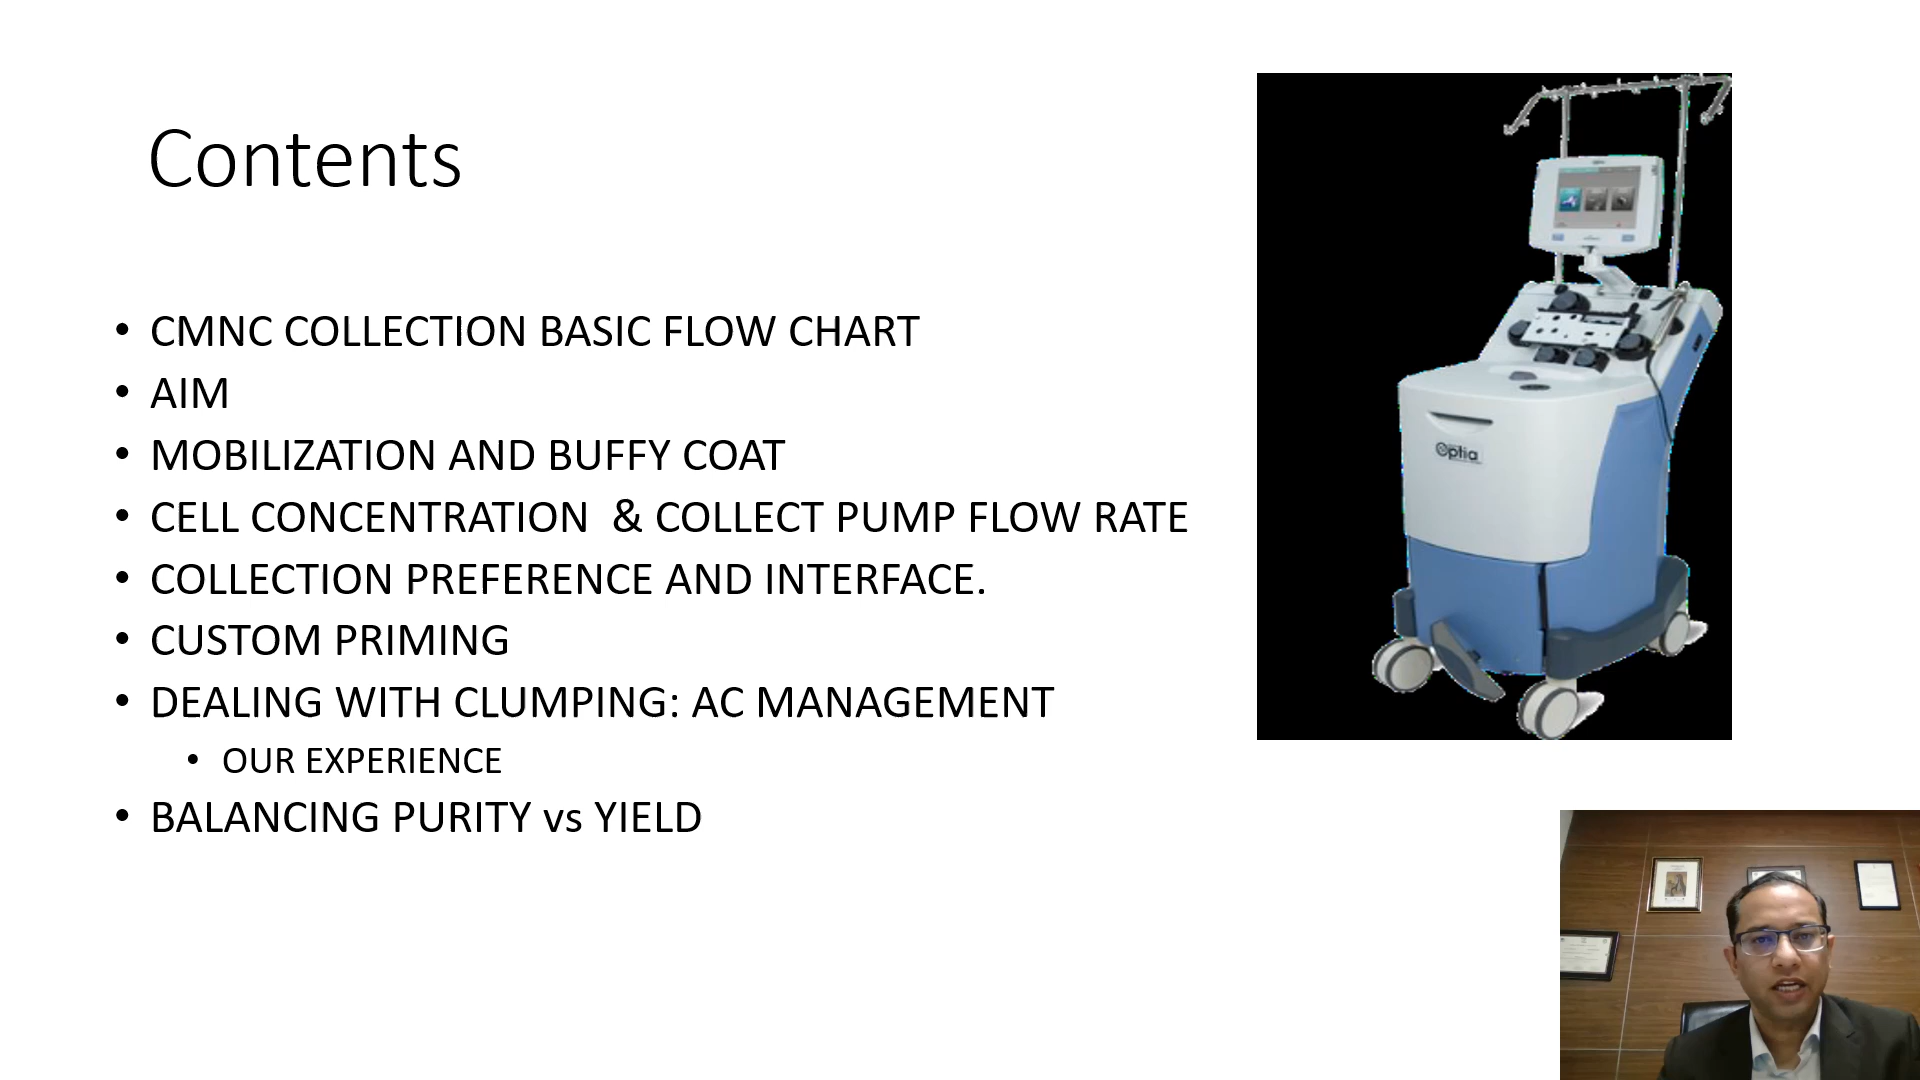 Contents
• CMNC COLLECTION BASIC FLOW CHART
• AIM
• MOBILIZATION AND BUFFY COAT
• CELL CONCENTRATION & COLLECT PUMP FLOW RATE
• COLLECTION PREFERENCE AND INTERFACE.
• CUSTOM PRIMING
• DEALING WITH CLUMPING: AC MANAGEMENT
• OUR EXPERIENCE
• BALANCING PURITY vs YIELD
Optia